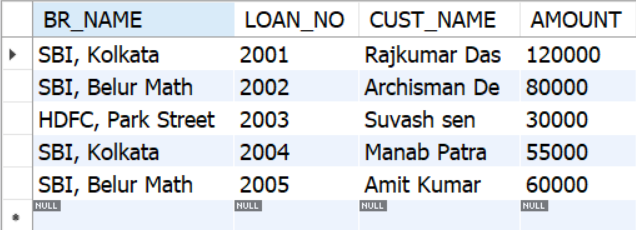 BR_NAME LOAN_NO CUST_NAME AMOUNT
SBI, Kolkata 2001 Rajkumar Das 120000
SBI, Belur Math 2002 Archisman De 80000
HDFC, Park Street 2003 Suvash sen 30000
SBI, Kolkata 2004 Manab Patra 55000
SBI, Belur Math 2005 Amit Kumar 60000
NULL NULL NULL NULL